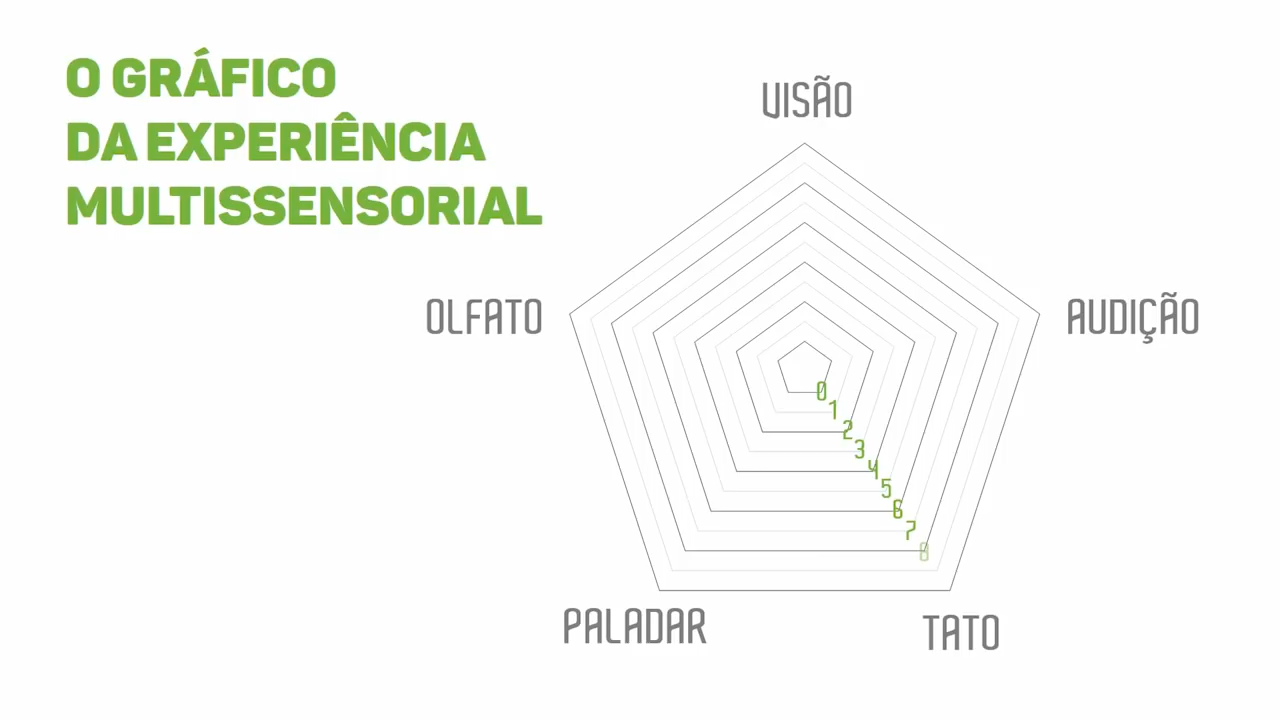 O GRÁFICO
DA EXPERIÊNCIA
MULTISSENSORIAL
VISÃO
OLFATO
AUDIÇÃO
0
1
2
3
4
5
6
7
8
PALADAR
TATO